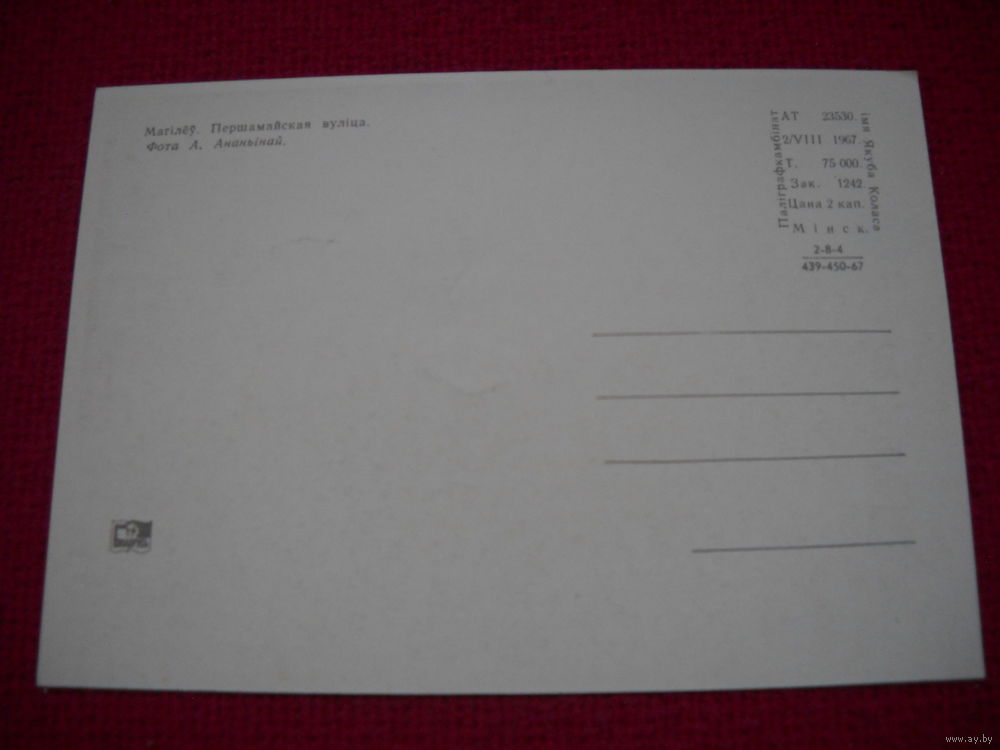 Магілёў. Першамайская вуліца.
Фота А. Ананьінай.
Паліграфкамбінат
АТ 23530.
2/VIII 1967.
Т. 75 000.
Зак. 1242.
Цана 2 кап.
Мінск.
імя Якуба Коласа
2-8-4
439-450-67
www.ay.by